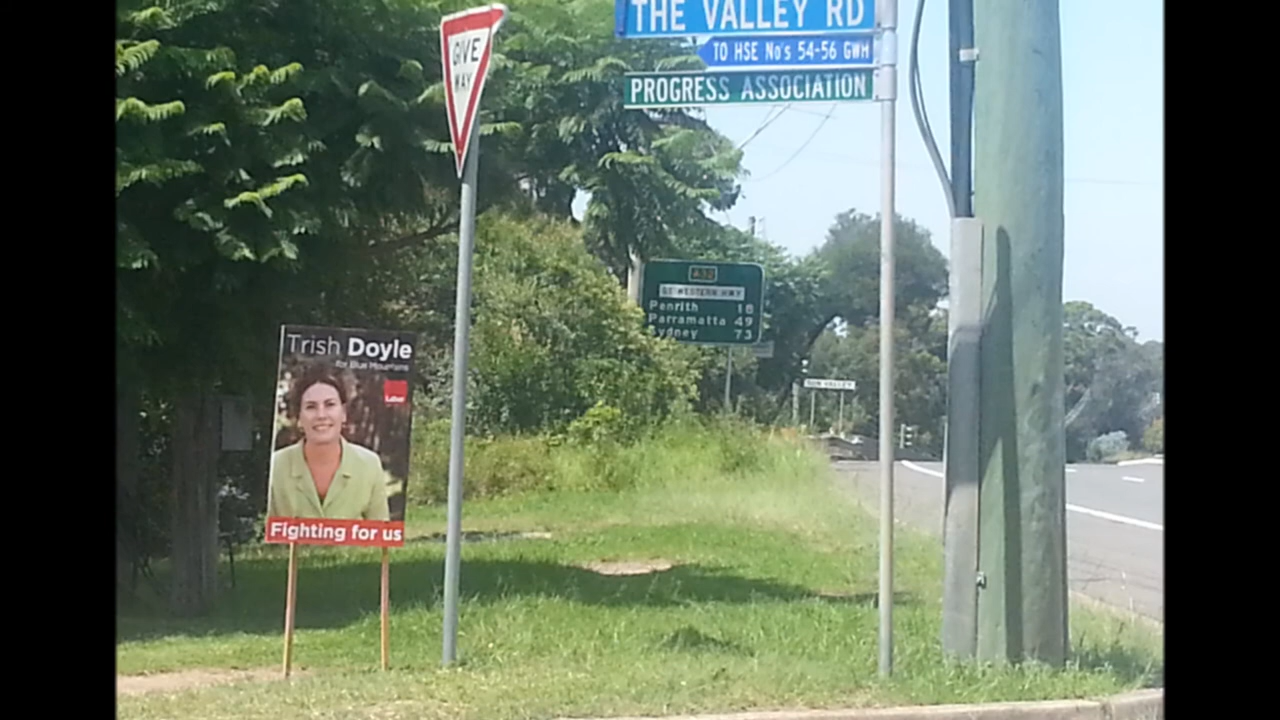 THE VALLEY RD
TO HSE No's 54-56 GWH
PROGRESS ASSOCIATION
GIVE
WAY
A32
GT WESTERN HWY
Penrith 18
Parramatta 49
Sydney 73
SUN VALLEY
Trish Doyle
for Blue Mountains
Labor
Fighting for us